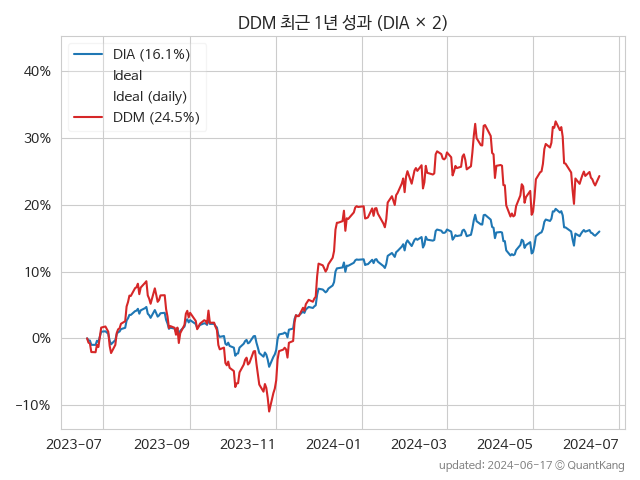 DDM 최근 1년 성과 (DIA × 2)
DIA (16.1%)
Ideal
Ideal (daily)
DDM (24.5%)
40%
30%
20%
10%
0%
−10%
2023−07 2023−09 2023−11 2024−01 2024−03 2024−05 2024−07
updated: 2024-06-17 © QuantKang